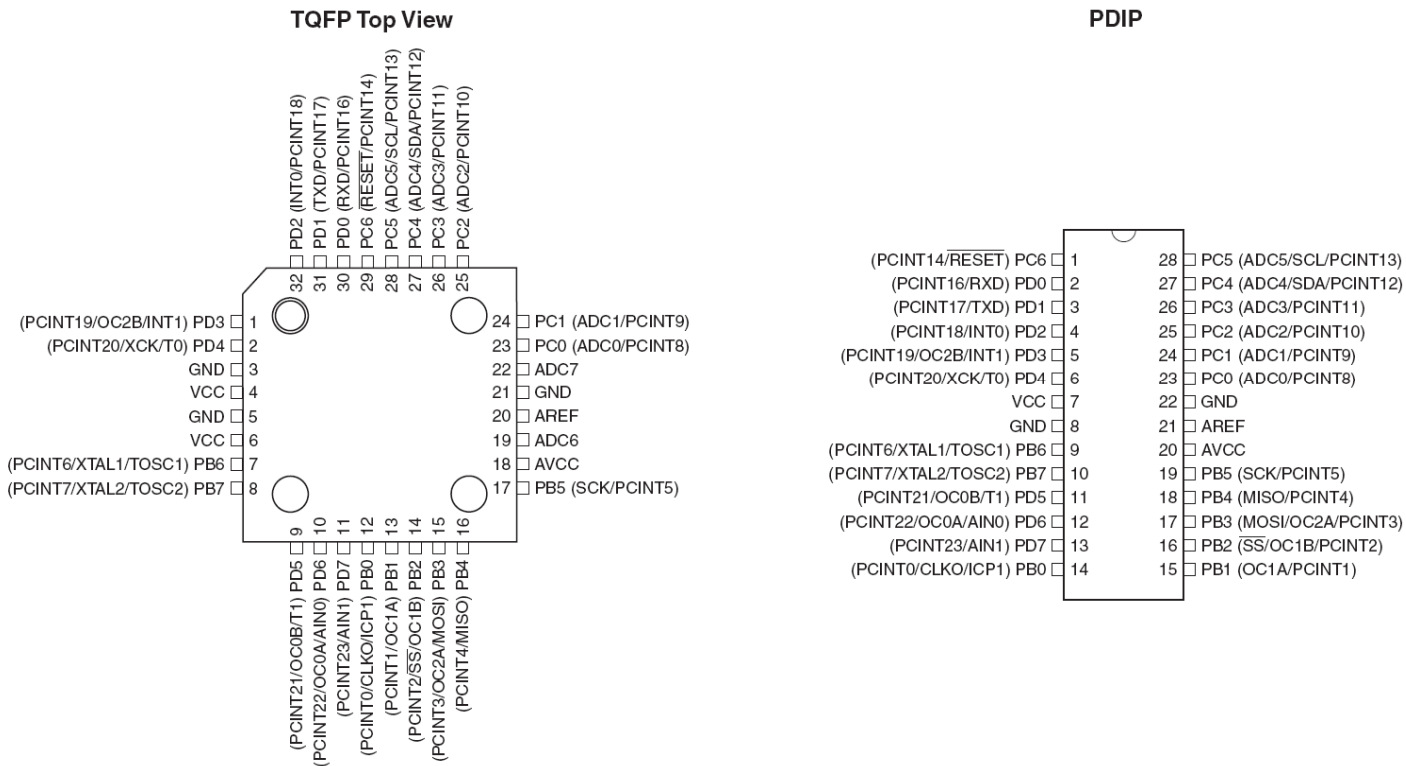 TQFP Top View
32 PD2 (INT0/PCINT18)
31 PD1 (TXD/PCINT17)
30 PD0 (RXD/PCINT16)
29 PC6 (RESET/PCINT14)
28 PC5 (ADC5/SCL/PCINT13)
27 PC4 (ADC4/SDA/PCINT12)
26 PC3 (ADC3/PCINT11)
25 PC2 (ADC2/PCINT10)
(PCINT19/OC2B/INT1) PD3 1
(PCINT20/XCK/T0) PD4 2
GND 3
VCC 4
GND 5
VCC 6
(PCINT6/XTAL1/TOSC1) PB6 7
(PCINT7/XTAL2/TOSC2) PB7 8
24 PC1 (ADC1/PCINT9)
23 PC0 (ADC0/PCINT8)
22 ADC7
21 GND
20 AREF
19 ADC6
18 AVCC
17 PB5 (SCK/PCINT5)
(PCINT21/OC0B/T1) PD5 9
(PCINT22/OC0A/AIN0) PD6 10
(PCINT23/AIN1) PD7 11
(PCINT0/CLKO/ICP1) PB0 12
(PCINT1/OC1A) PB1 13
(PCINT2/SS/OC1B) PB2 14
(PCINT3/OC2A/MOSI) PB3 15
(PCINT4/MISO) PB4 16
PDIP
(PCINT14/RESET) PC6 1
(PCINT16/RXD) PD0 2
(PCINT17/TXD) PD1 3
(PCINT18/INT0) PD2 4
(PCINT19/OC2B/INT1) PD3 5
(PCINT20/XCK/T0) PD4 6
VCC 7
GND 8
(PCINT6/XTAL1/TOSC1) PB6 9
(PCINT7/XTAL2/TOSC2) PB7 10
(PCINT21/OC0B/T1) PD5 11
(PCINT22/OC0A/AIN0) PD6 12
(PCINT23/AIN1) PD7 13
(PCINT0/CLKO/ICP1) PB0 14
28 PC5 (ADC5/SCL/PCINT13)
27 PC4 (ADC4/SDA/PCINT12)
26 PC3 (ADC3/PCINT11)
25 PC2 (ADC2/PCINT10)
24 PC1 (ADC1/PCINT9)
23 PC0 (ADC0/PCINT8)
22 GND
21 AREF
20 AVCC
19 PB5 (SCK/PCINT5)
18 PB4 (MISO/PCINT4)
17 PB3 (MOSI/OC2A/PCINT3)
16 PB2 (SS/OC1B/PCINT2)
15 PB1 (OC1A/PCINT1)